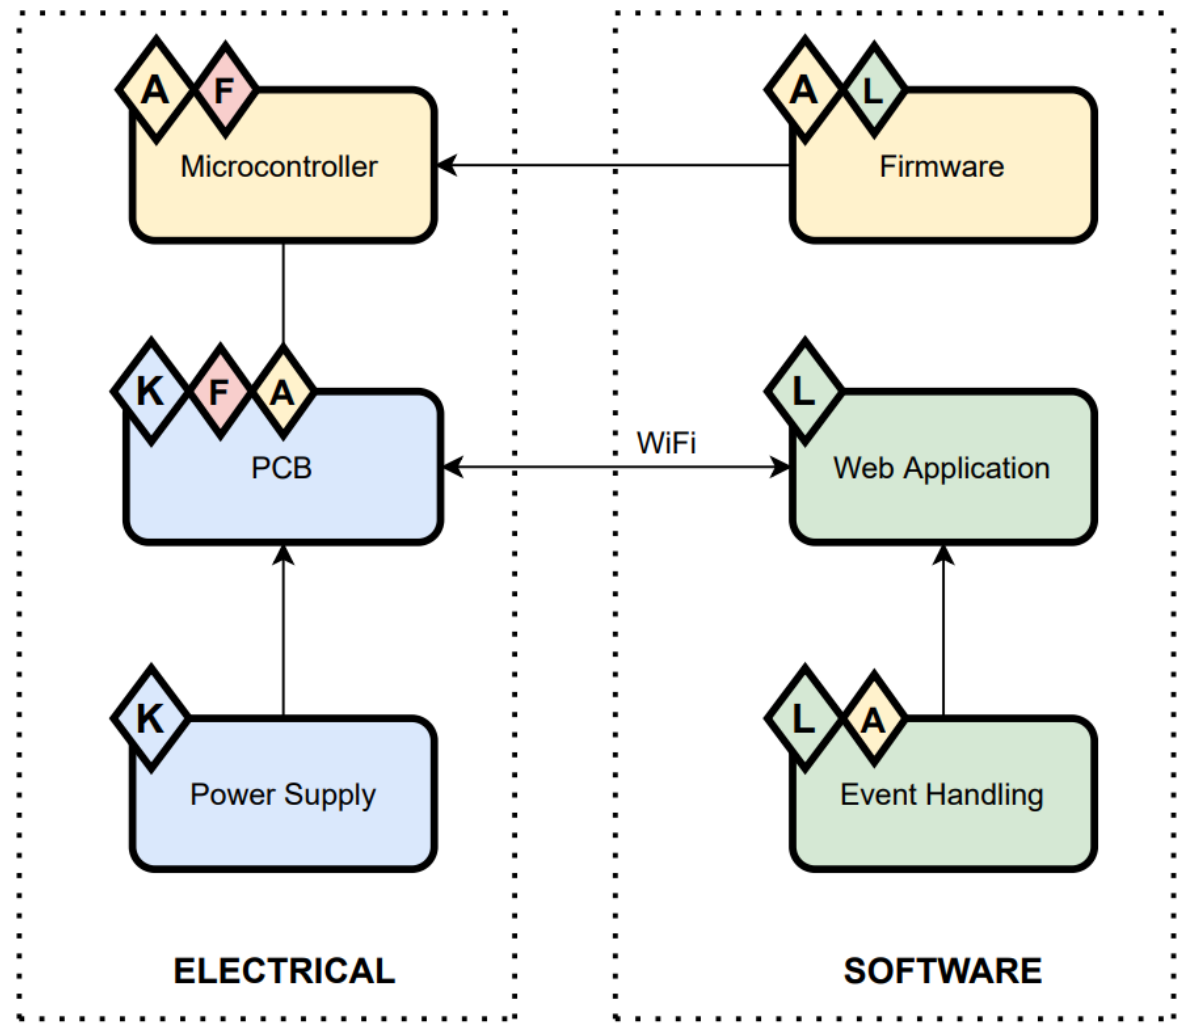 A F
Microcontroller
A L
Firmware
K F A
PCB
WiFi
L
Web Application
K
Power Supply
L A
Event Handling
ELECTRICAL
SOFTWARE